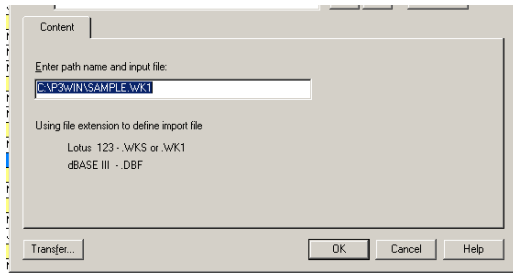 Content
Enter path name and input file:
C:\P3WIN\SAMPLE.WK1
Using file extension to define import file
Lotus 123 - .WKS or .WK1
dBASE III - .DBF
Transfer... OK Cancel Help